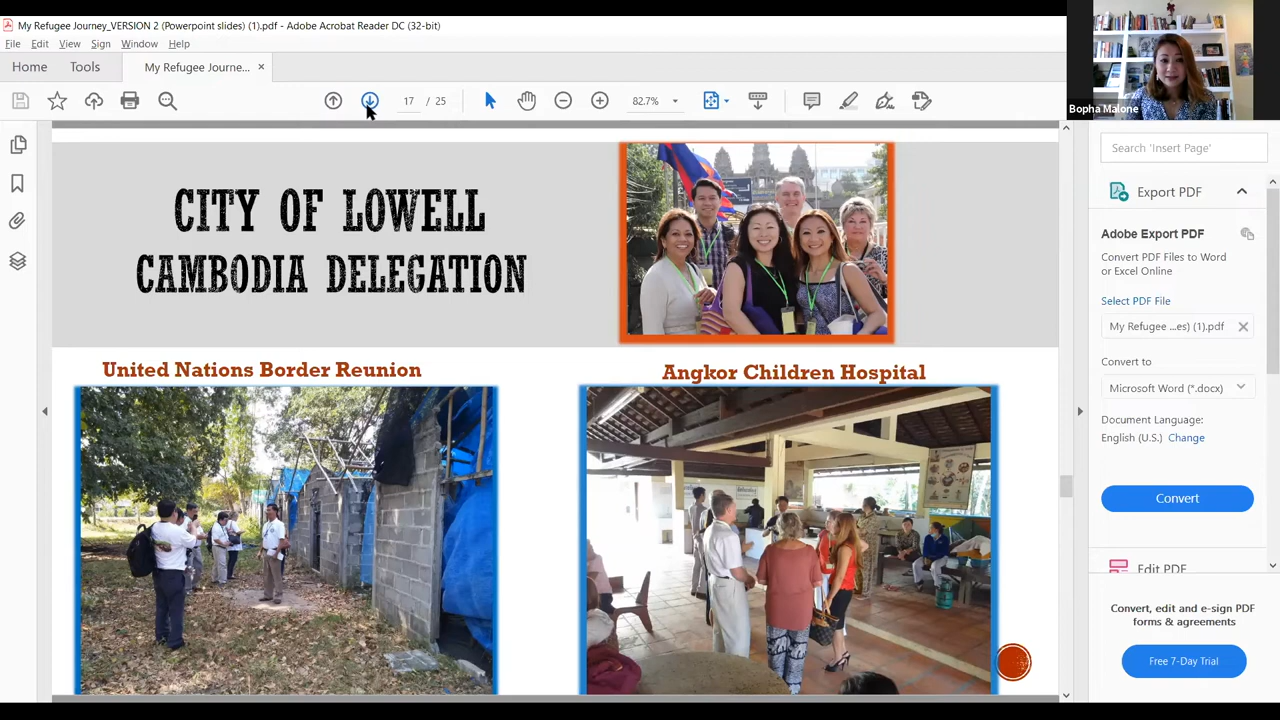 My Refugee Journey_VERSION 2 (Powerpoint slides) (1).pdf - Adobe Acrobat Reader DC (32-bit)
File Edit View Sign Window Help
Home Tools My Refugee Journe... ×
17 / 25 82.7%
Bopha Malone
CITY OF LOWELL
CAMBODIA DELEGATION
United Nations Border Reunion
Angkor Children Hospital
Search 'Insert Page'
Export PDF
Adobe Export PDF
Convert PDF Files to Word
or Excel Online
Select PDF File
My Refugee ...es) (1).pdf
Convert to
Microsoft Word (*.docx)
Document Language:
English (U.S.) Change
Convert
Edit PDF
Convert, edit and e-sign PDF
forms & agreements
Free 7-Day Trial